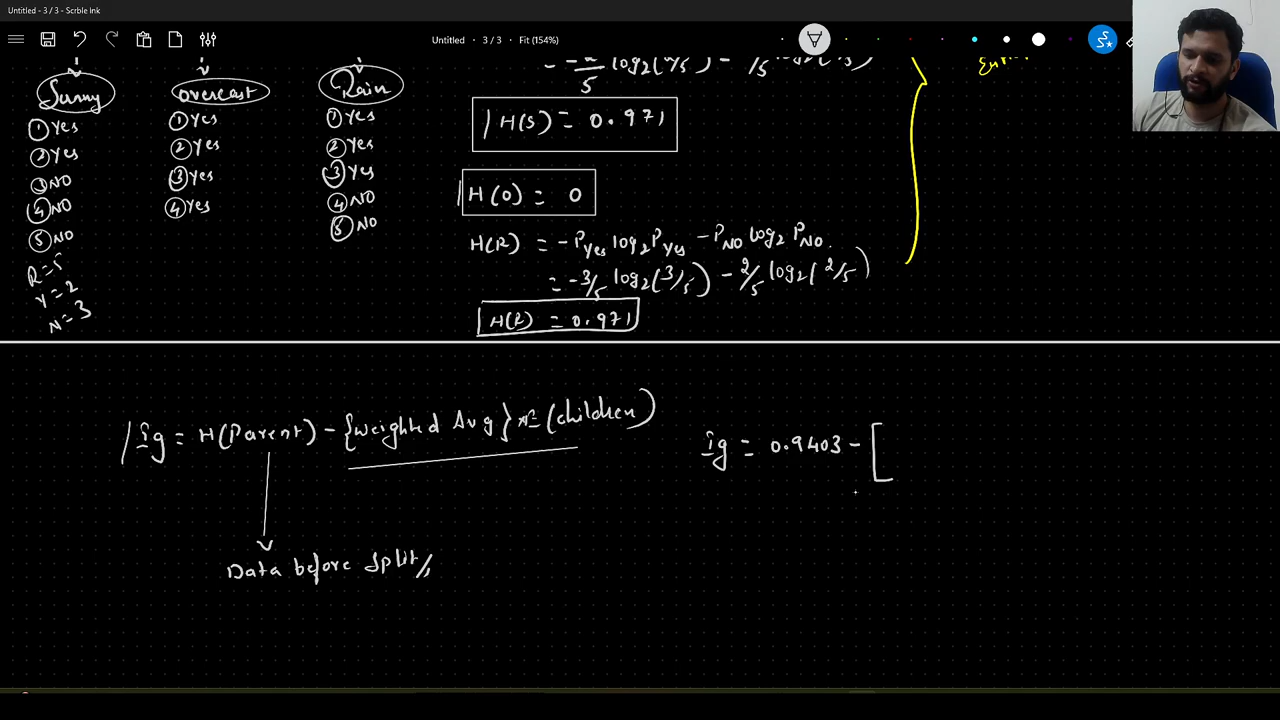 Untitled - 3 / 3 - Scrble Ink
Untitled · 3 / 3 · Fit (154%)
Sunny
① Yes
② Yes
③ NO
④ NO
⑤ NO
R = 5
Y = 2
N = 3
overcast
① Yes
② Yes
③ Yes
④ Yes
Rain
① Yes
② Yes
③ Yes
④ NO
⑤ NO
H(S) = 0.971
H(O) = 0
H(R) = -P_Yes log2 P_Yes - P_NO log2 P_NO.
= -3/5 log2(3/5) - 2/5 log2(2/5)
H(R) = 0.971
Ig = H(Parent) - {Weighted Avg} * E(children)
Data before Split
Ig = 0.9403 - [